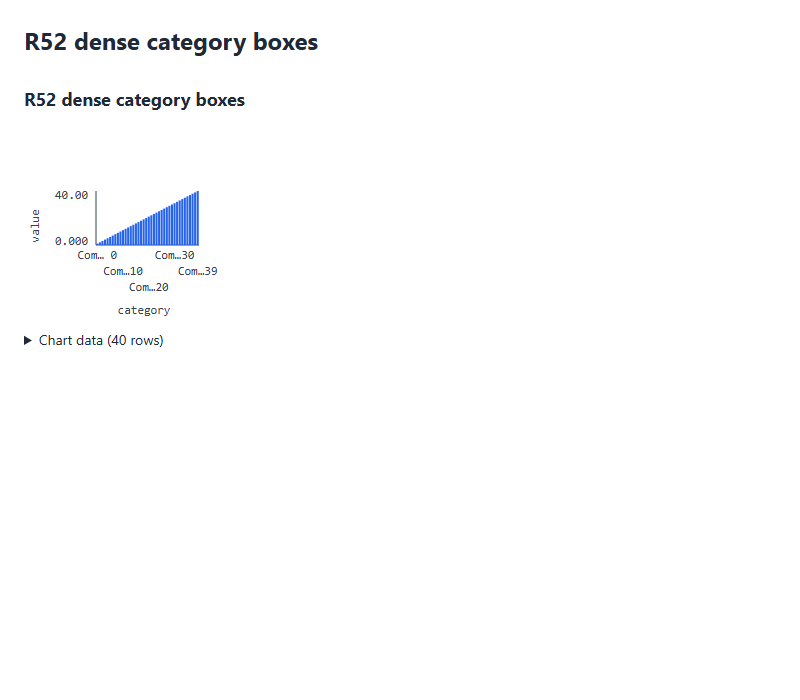 R52 dense category boxes
R52 dense category boxes
40.00
value
0.000
Com… 0
Com…30
Com…10
Com…39
Com…20
category
▶ Chart data (40 rows)